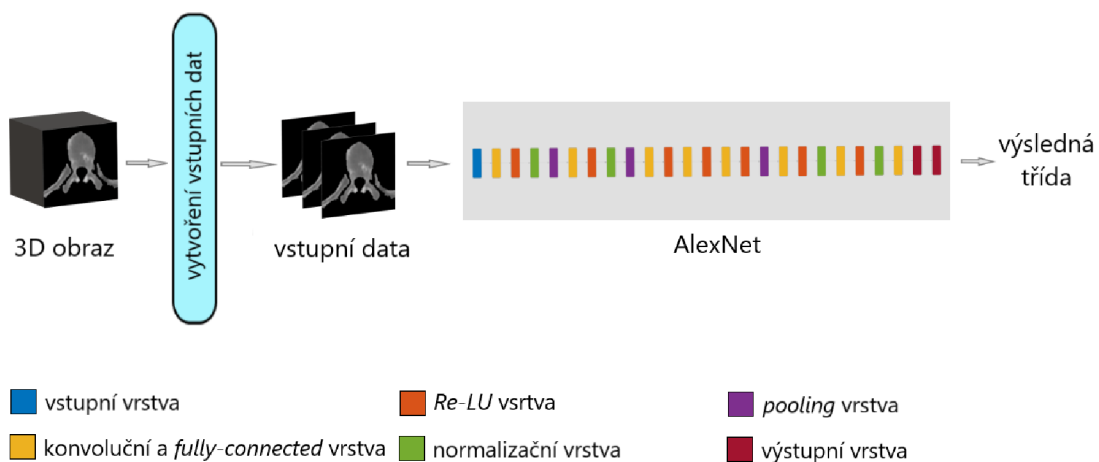 vytvoření vstupních dat
3D obraz
vstupní data
AlexNet
výsledná
třída
vstupní vrstva
Re-LU vsrtva
pooling vrstva
konvoluční a fully-connected vrstva
normalizační vrstva
výstupní vrstva